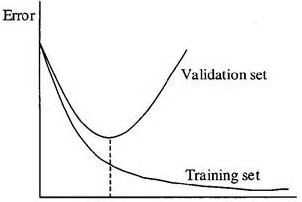 Error
Validation set
Training set